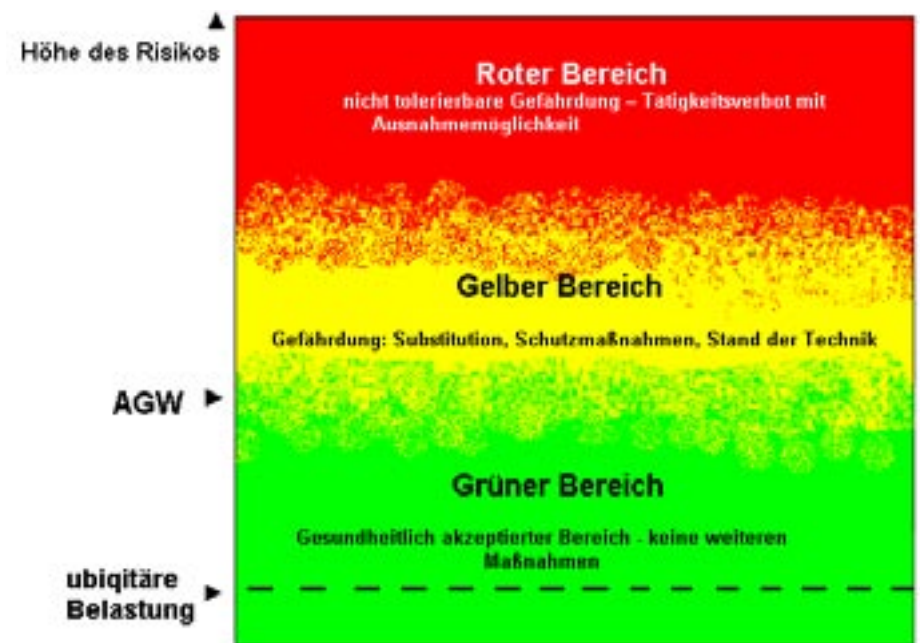 Höhe des Risikos
Roter Bereich
nicht tolerierbare Gefährdung – Tätigkeitsverbot mit
Ausnahmemöglichkeit
Gelber Bereich
Gefährdung: Substitution, Schutzmaßnahmen, Stand der Technik
AGW
Grüner Bereich
Gesundheitlich akzeptierter Bereich - keine weiteren
Maßnahmen
ubiqitäre
Belastung